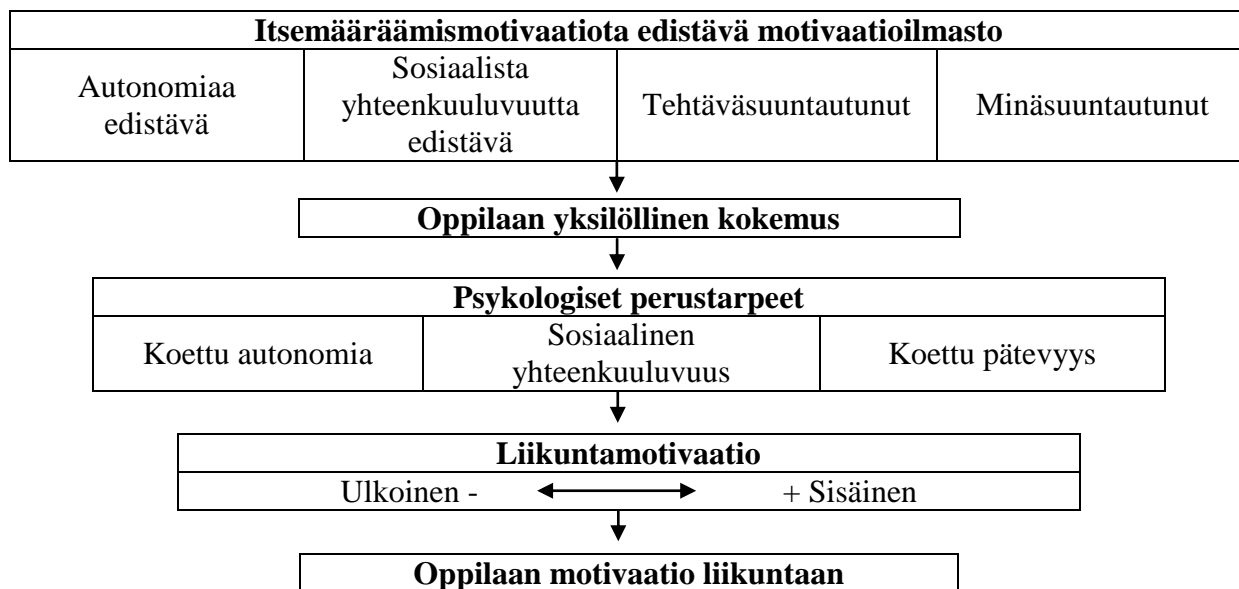 Itsemääräämismotivaatiota edistävä motivaatioilmasto
Autonomiaa
edistävä
Sosiaalista
yhteenkuuluvuutta
edistävä
Tehtäväsuuntautunut
Minäsuuntautunut
Oppilaan yksilöllinen kokemus
Psykologiset perustarpeet
Koettu autonomia
Sosiaalinen
yhteenkuuluvuus
Koettu pätevyys
Liikuntamotivaatio
Ulkoinen - + Sisäinen
Oppilaan motivaatio liikuntaan